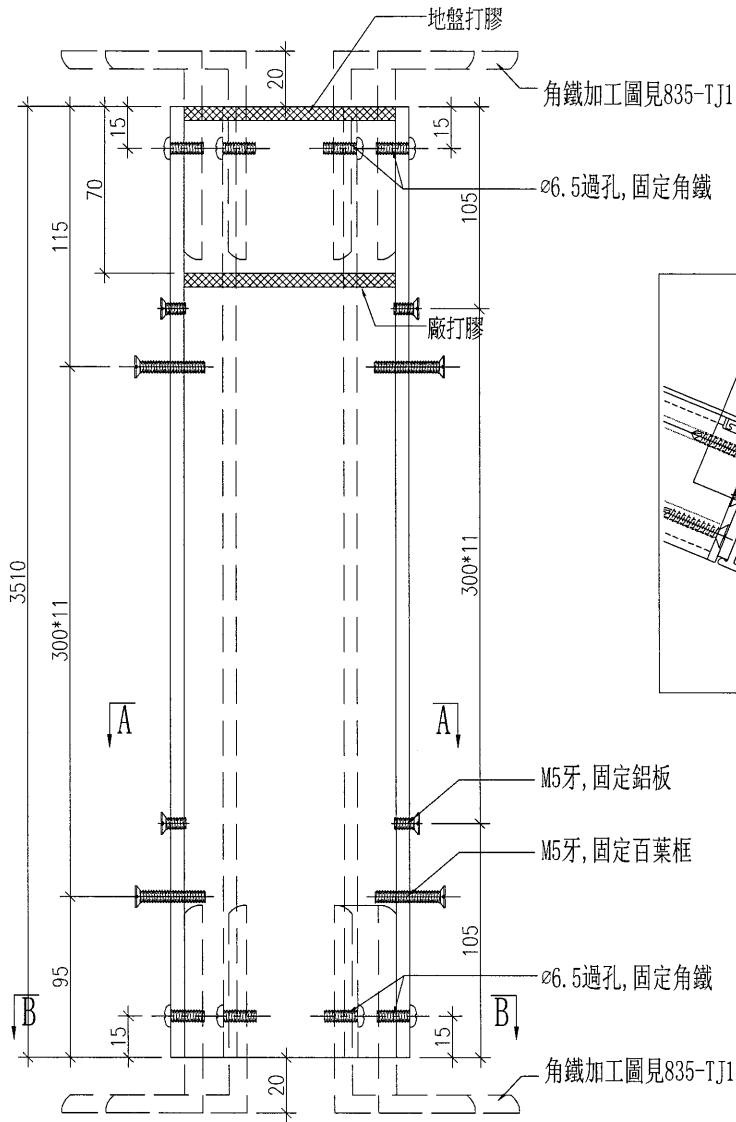 地盤打膠
20
角鐵加工圖見835-TJ1
15
15
ø6.5過孔,固定角鐵
70
105
115
廠打膠
3510
300*11
300*11
A
A
M5牙,固定鋁板
M5牙,固定百葉框
95
105
ø6.5過孔,固定角鐵
B
B
15
15
角鐵加工圖見835-TJ1
20